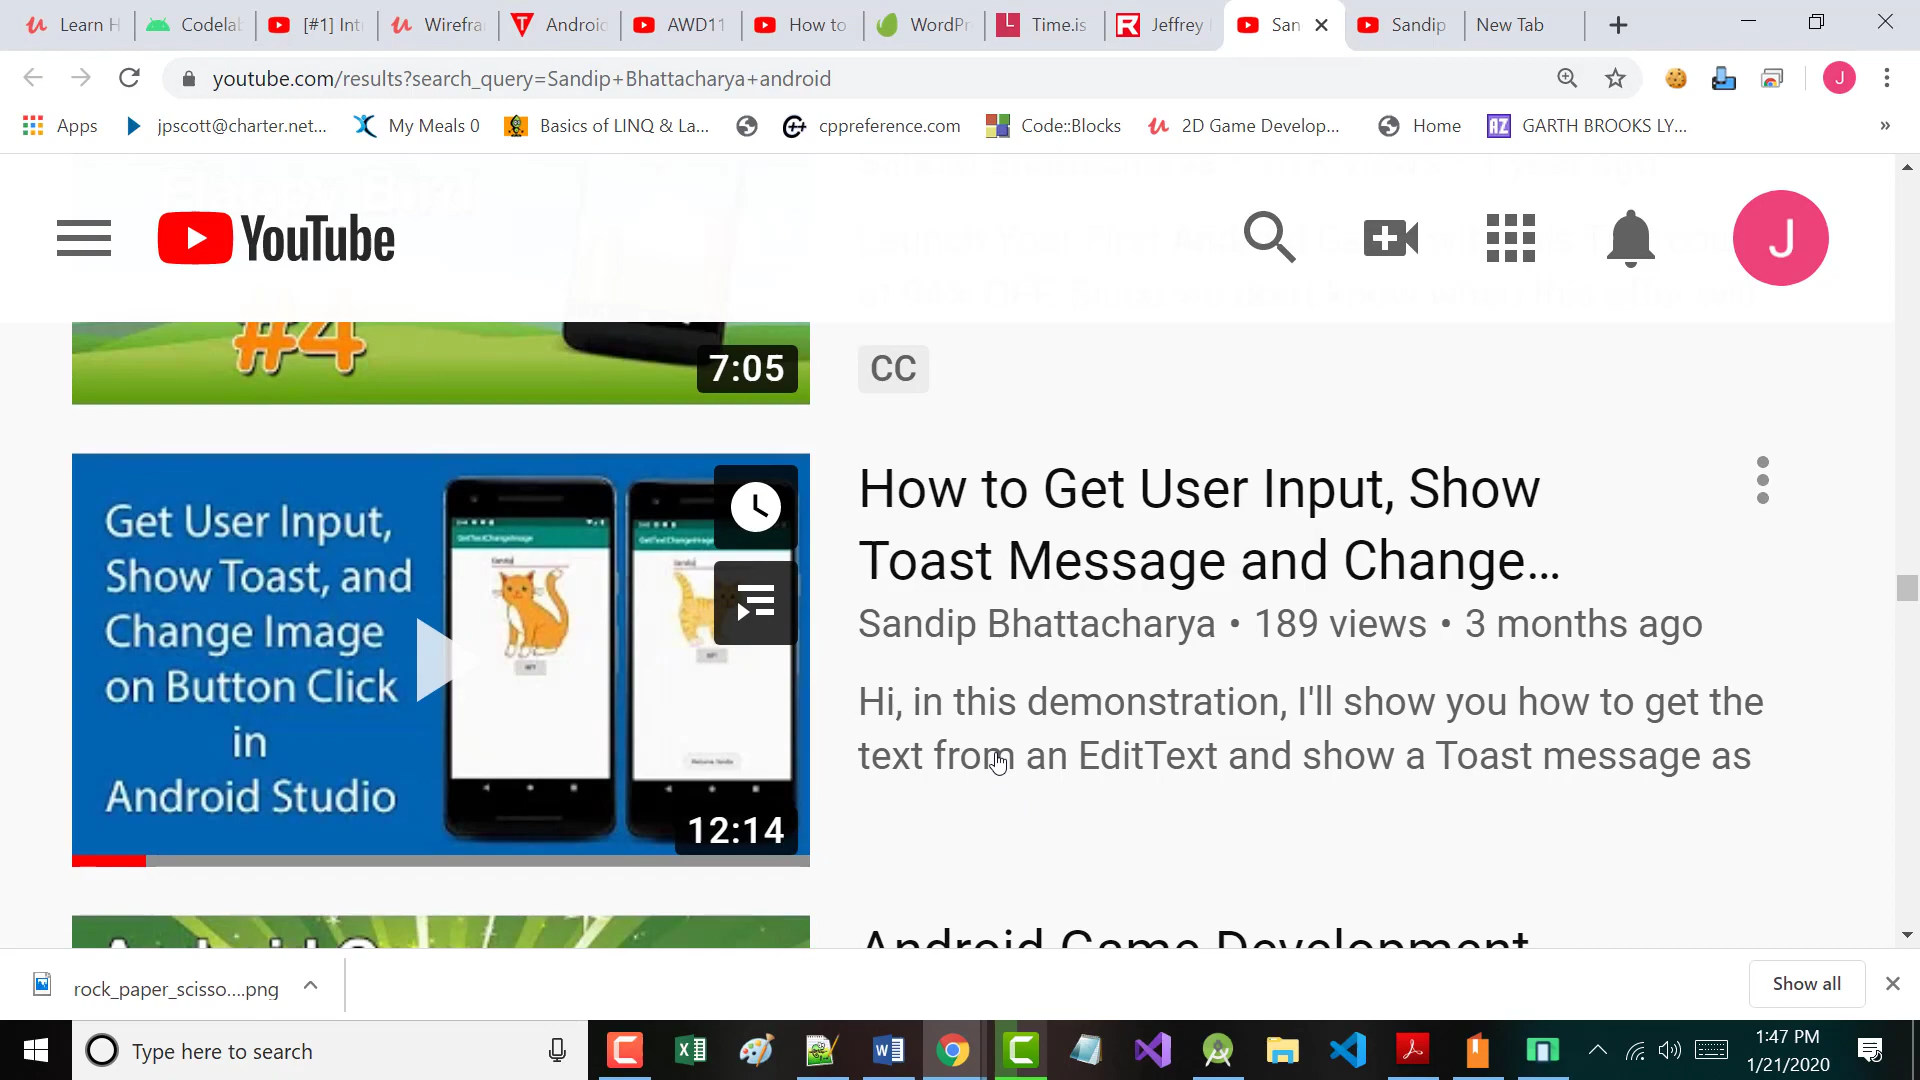 Learn H
Codelab
[#1] Int
Wirefra
Android
AWD11
How to
WordPr
Time.is
Jeffrey
San
Sandip
New Tab
youtube.com/results?search_query=Sandip+Bhattacharya+android
J
Apps
jpscott@charter.net...
My Meals 0
Basics of LINQ & La...
cppreference.com
Code::Blocks
2D Game Develop...
Home
GARTH BROOKS LY...
»
YouTube
J
#4
7:05
CC
Get User Input,
Show Toast, and
Change Image
on Button Click
in
Android Studio
12:14
How to Get User Input, Show
Toast Message and Change...
Sandip Bhattacharya • 189 views • 3 months ago
Hi, in this demonstration, I'll show you how to get the
text from an EditText and show a Toast message as
Android Game Development
rock_paper_scisso....png
Show all
Type here to search
1:47 PM
1/21/2020